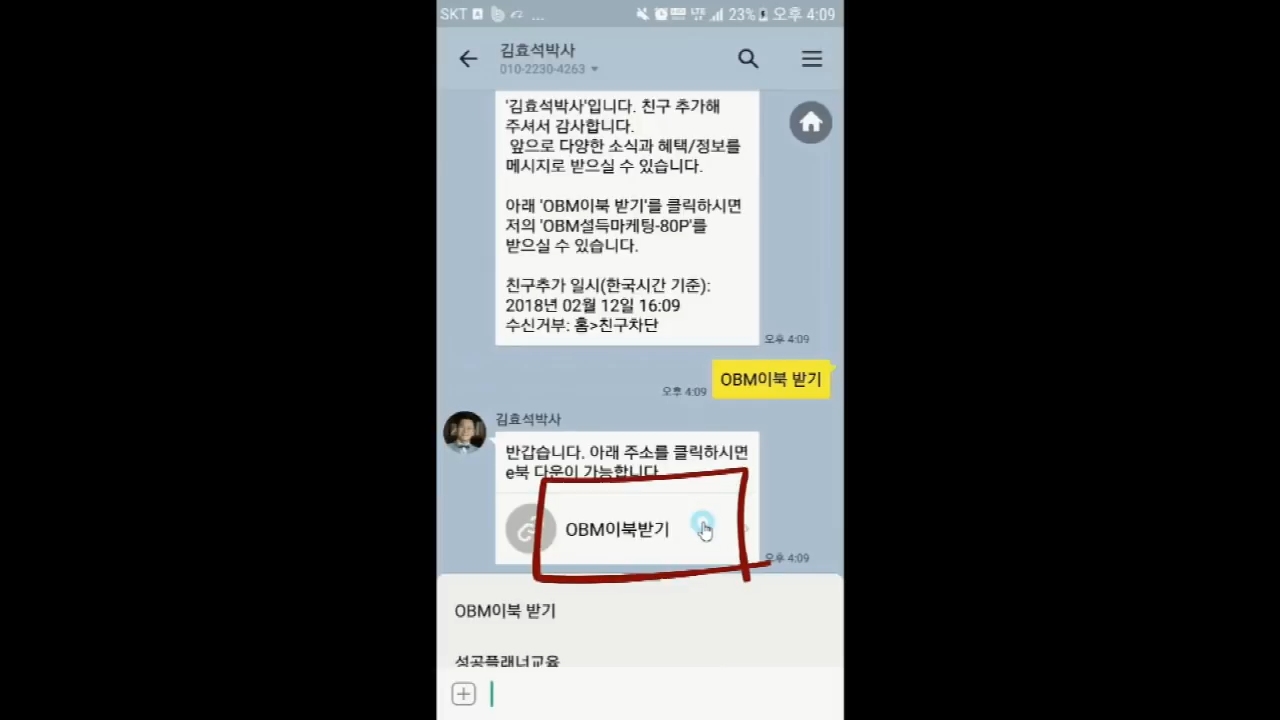 SKT
... 
LTE
23%
오후 4:09
김효석박사
010-2230-4263
'김효석박사'입니다. 친구 추가해
주셔서 감사합니다.
앞으로 다양한 소식과 혜택/정보를
메시지로 받으실 수 있습니다.
아래 'OBM이북 받기'를 클릭하시면
저의 'OBM설득마케팅-80P'를
받으실 수 있습니다.
친구추가 일시(한국시간 기준):
2018년 02월 12일 16:09
수신거부: 홈>친구차단
오후 4:09
OBM이북 받기
오후 4:09
김효석박사
반갑습니다. 아래 주소를 클릭하시면
e북 다운이 가능합니다.
OBM이북받기
오후 4:09
OBM이북 받기
성공플래너교육